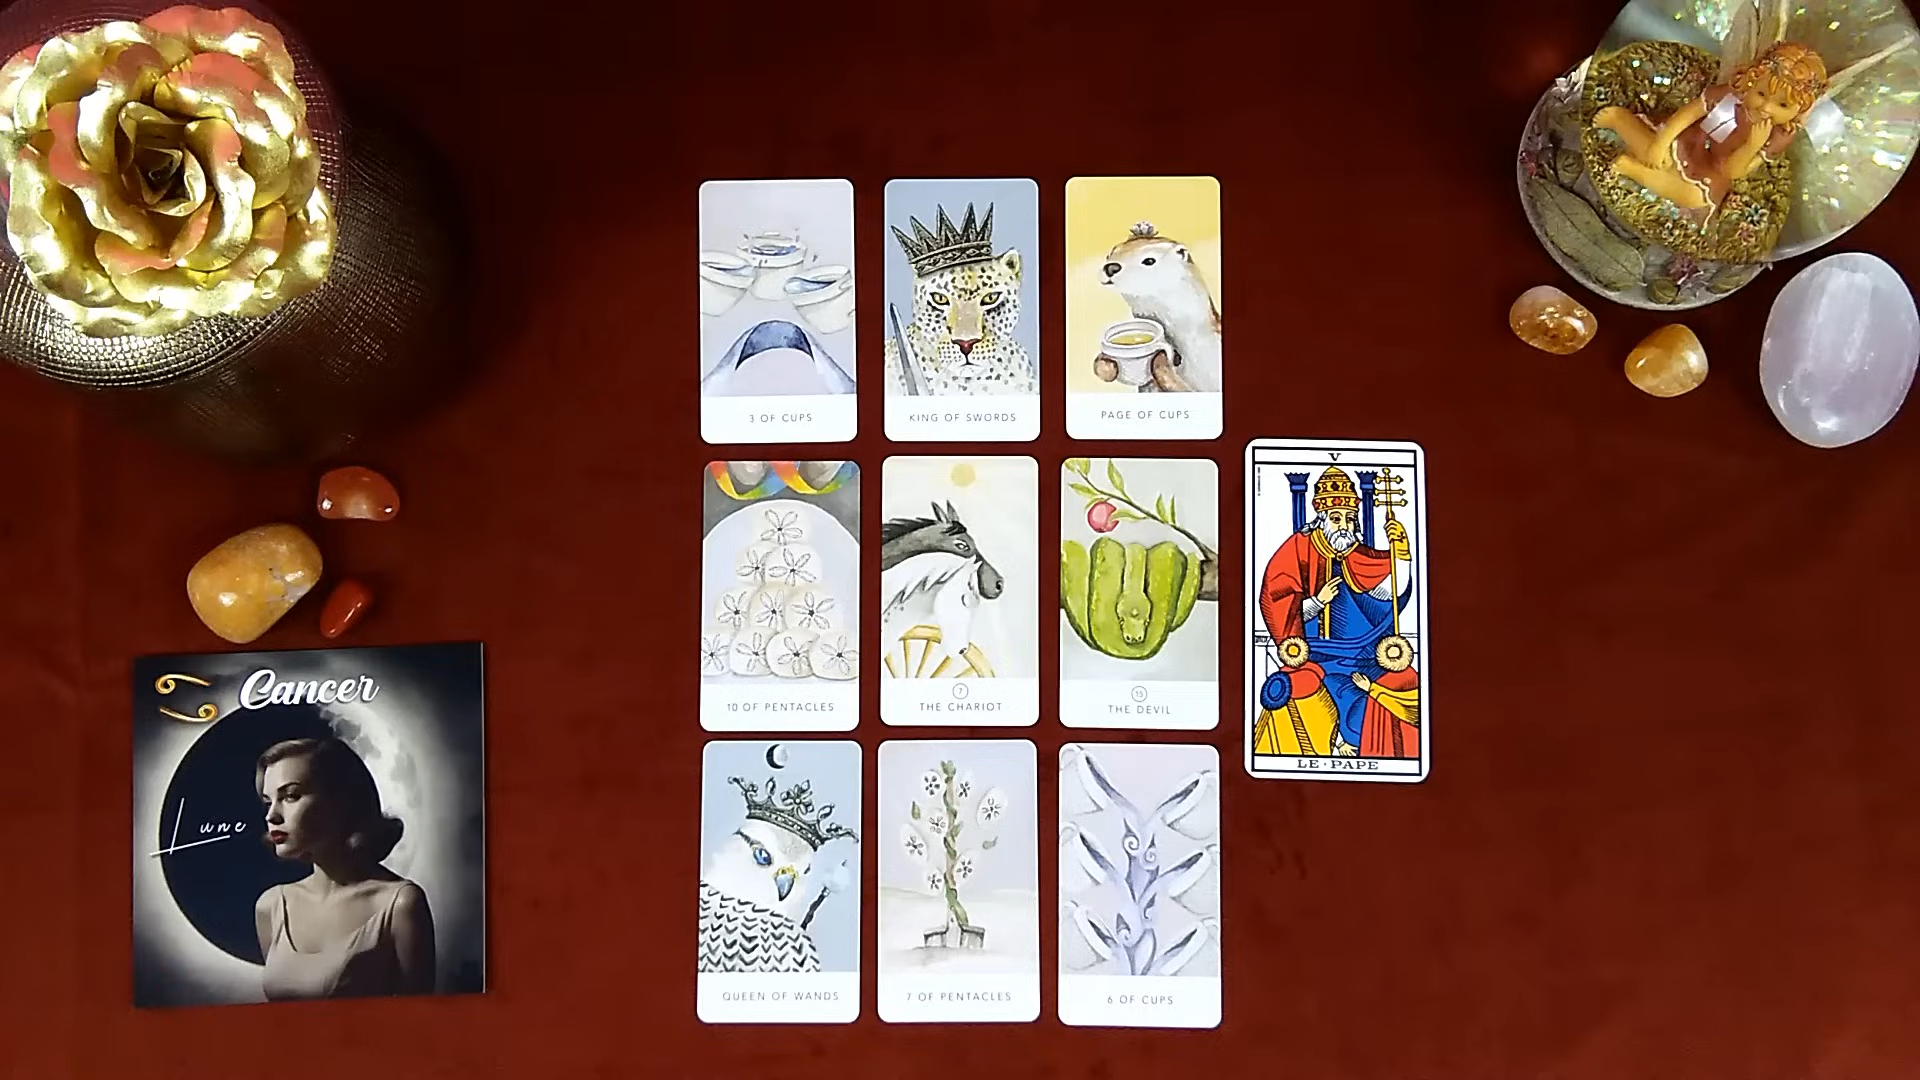 3 OF CUPS
KING OF SWORDS
PAGE OF CUPS
V
LE·PAPE
10 OF PENTACLES
7
THE CHARIOT
15
THE DEVIL
Cancer
Lune
QUEEN OF WANDS
7 OF PENTACLES
6 OF CUPS